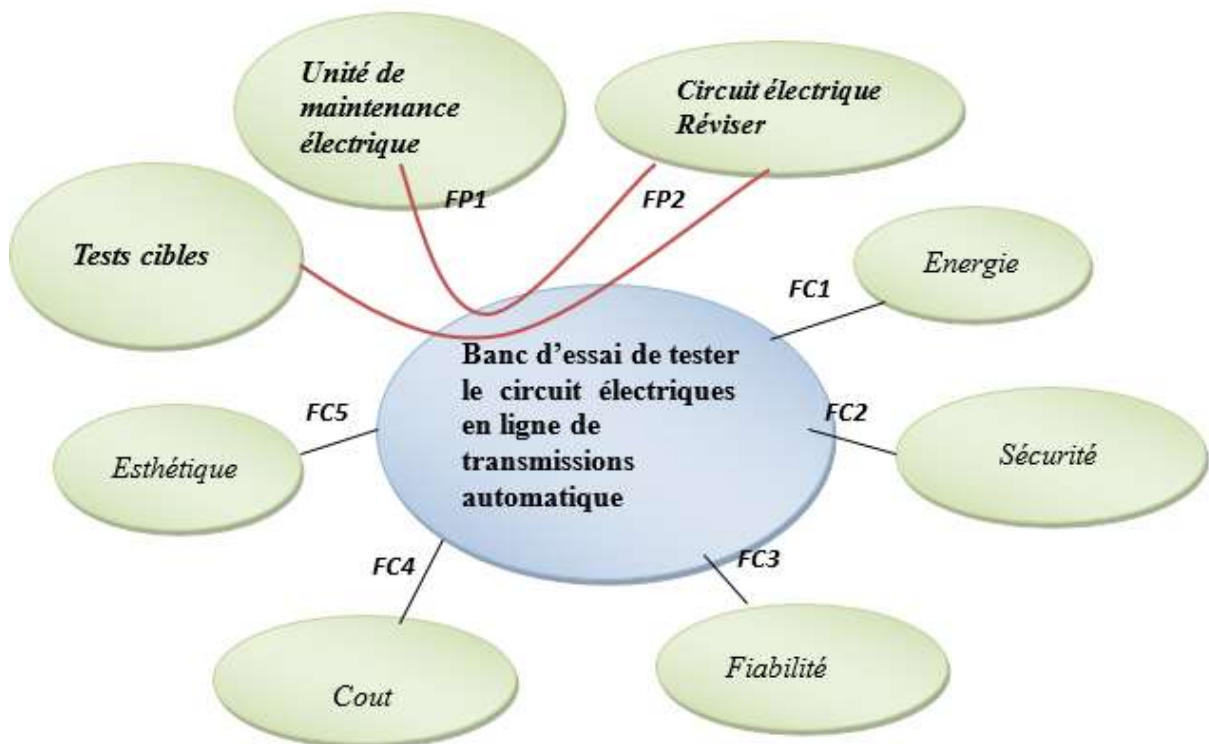 Unité de
maintenance
électrique
Circuit électrique
Réviser
FP1
FP2
Tests cibles
Energie
FC1
Banc d’essai de tester
le circuit électriques
en ligne de
transmissions
automatique
FC5
FC2
Esthétique
Sécurité
FC4
FC3
Cout
Fiabilité